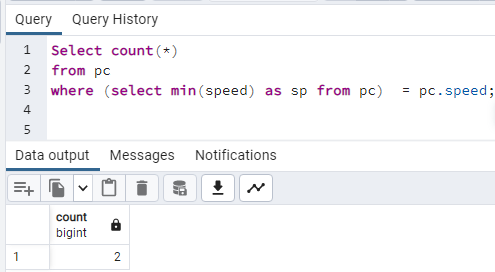 Query Query History
1 Select count(*)
2 from pc
3 where (select min(speed) as sp from pc)  = pc.speed;
4
5
Data output Messages Notifications
count
bigint
1 2